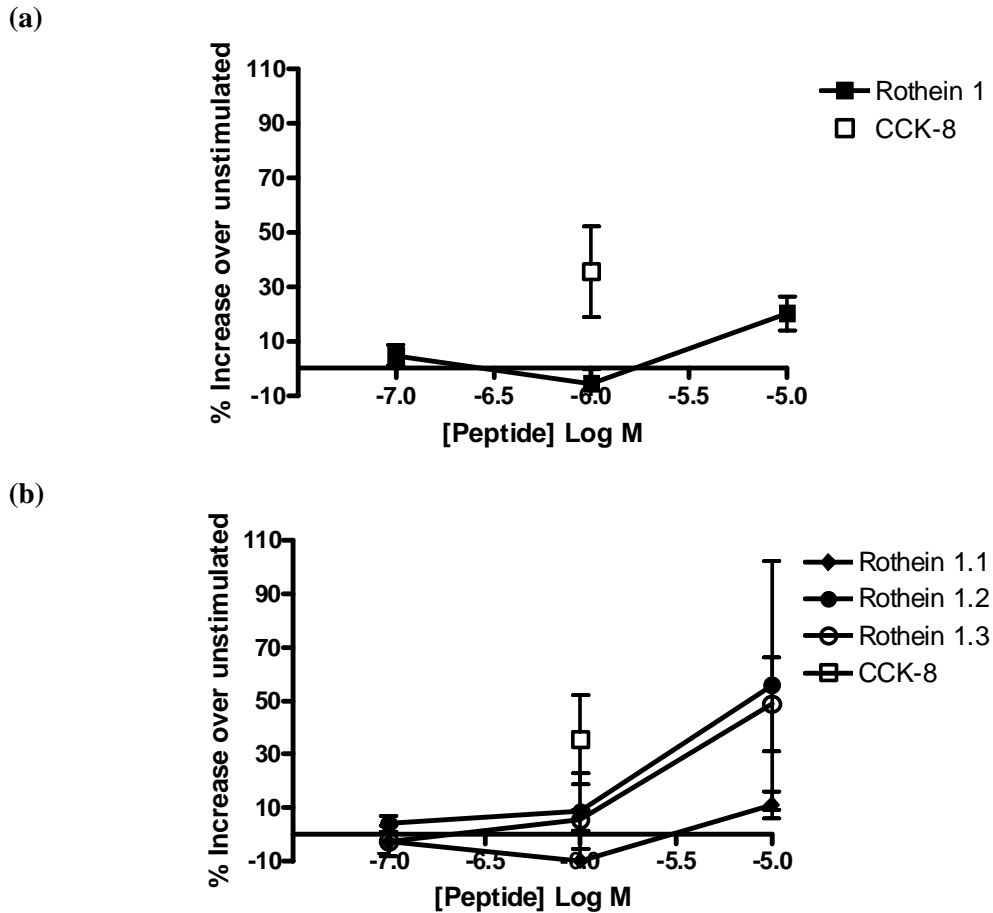 (a)
% Increase over unstimulated
110
90
70
50
30
10
-10
-7.0
-6.5
-6.0
-5.5
-5.0
[Peptide] Log M
Rothein 1
CCK-8
(b)
% Increase over unstimulated
110
90
70
50
30
10
-10
-7.0
-6.5
-6.0
-5.5
-5.0
[Peptide] Log M
Rothein 1.1
Rothein 1.2
Rothein 1.3
CCK-8